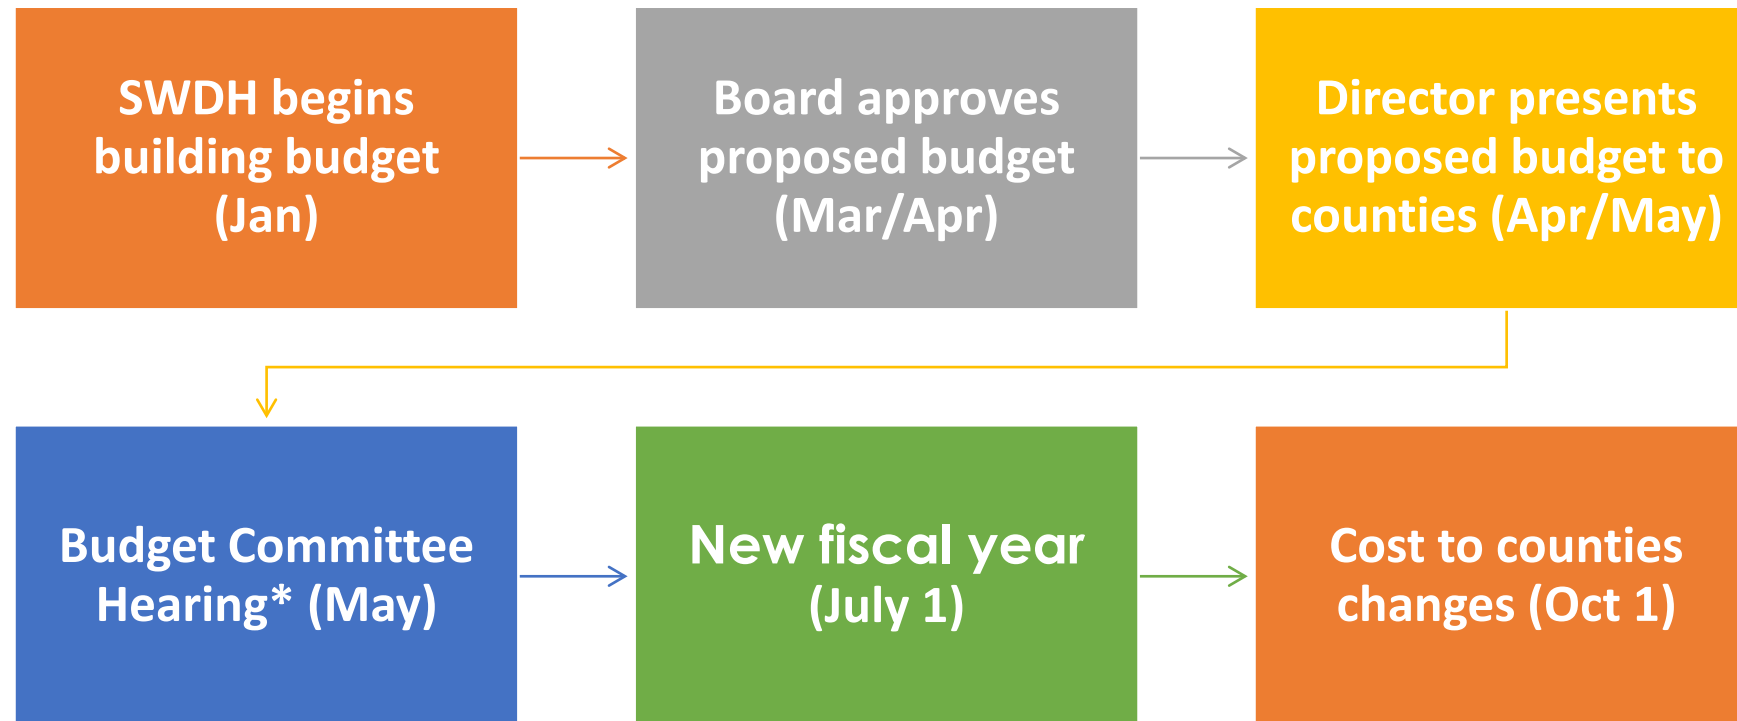 SWDH begins
building budget
(Jan)
Board approves
proposed budget
(Mar/Apr)
Director presents
proposed budget to
counties (Apr/May)
Budget Committee
Hearing* (May)
New fiscal year
(July 1)
Cost to counties
changes (Oct 1)